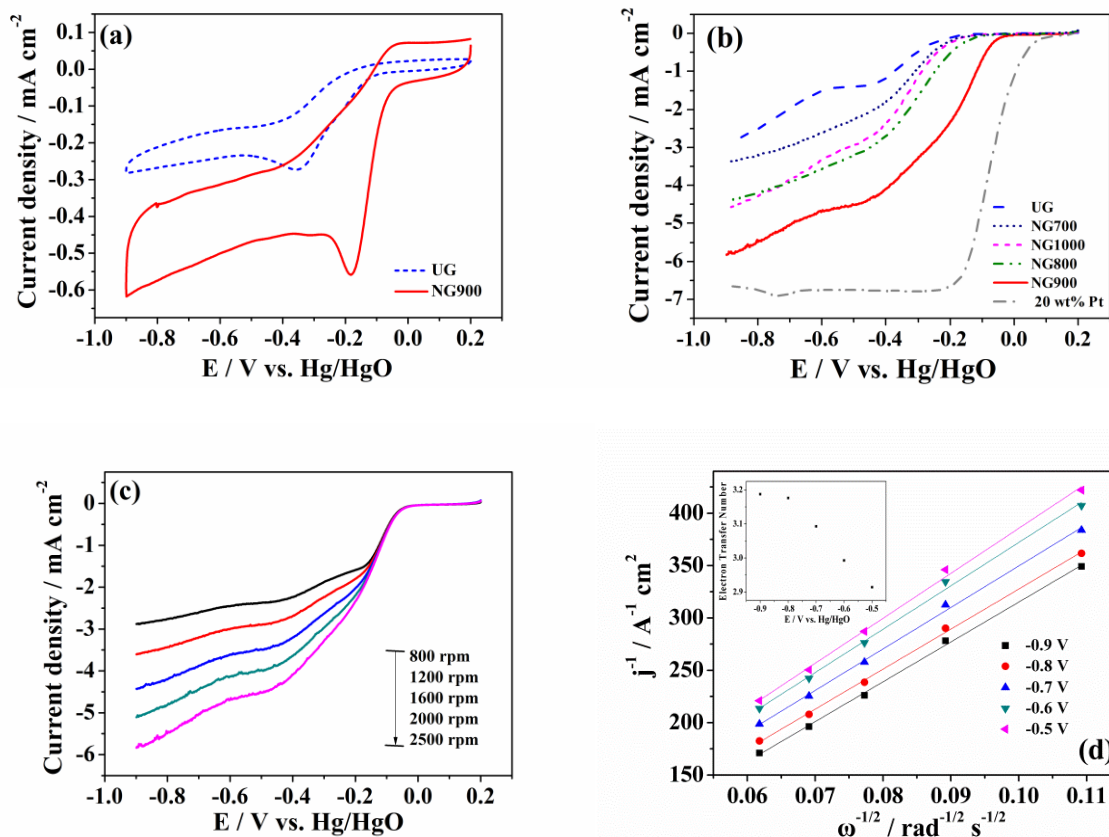 (a)
Current density / mA cm⁻²
0.1
0.0
-0.1
-0.2
-0.3
-0.4
-0.5
-0.6
UG
NG900
-1.0 -0.8 -0.6 -0.4 -0.2 0.0 0.2
E / V vs. Hg/HgO
(b)
Current density / mA cm⁻²
0
-1
-2
-3
-4
-5
-6
-7
UG
NG700
NG1000
NG800
NG900
20 wt% Pt
-1.0 -0.8 -0.6 -0.4 -0.2 0.0 0.2
E / V vs. Hg/HgO
(c)
Current density / mA cm⁻²
0
-1
-2
-3
-4
-5
-6
800 rpm
1200 rpm
1600 rpm
2000 rpm
2500 rpm
-1.0 -0.8 -0.6 -0.4 -0.2 0.0 0.2
E / V vs. Hg/HgO
j⁻¹ / A⁻¹ cm²
400
350
300
250
200
150
Electron Transfer Number
3.2
3.1
3.0
2.9
-0.9 -0.8 -0.7 -0.6 -0.5
E / V vs. Hg/HgO
-0.9 V
-0.8 V
-0.7 V
-0.6 V
-0.5 V
(d)
0.06 0.07 0.08 0.09 0.10 0.11
ω⁻¹/² / rad⁻¹/² s⁻¹/²